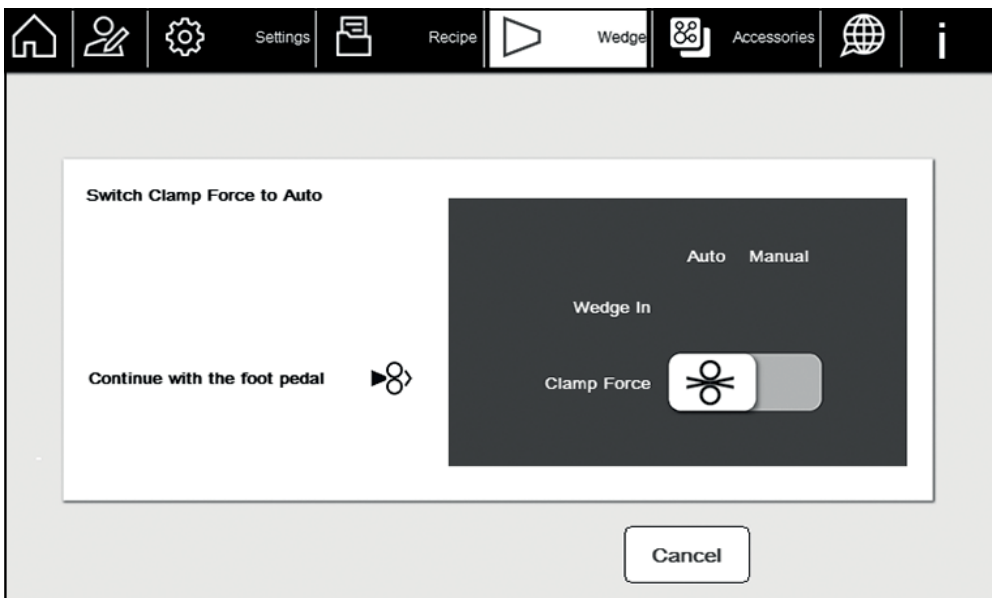 Settings
Recipe
Wedge
Accessories
i
Switch Clamp Force to Auto
Auto Manual
Wedge In
Continue with the foot pedal
Clamp Force
Cancel